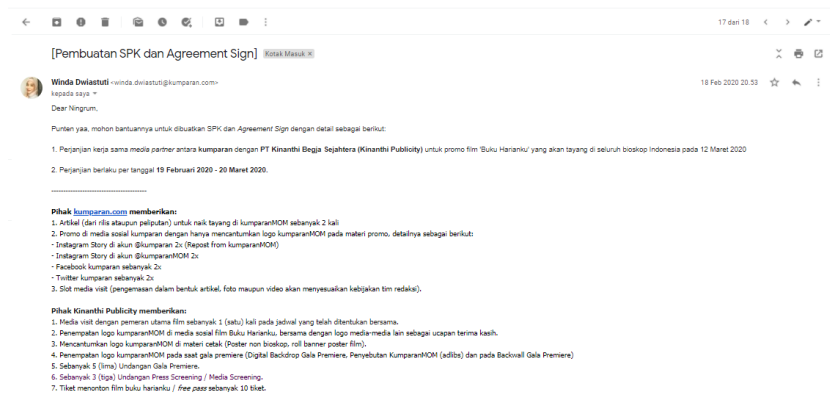 17 dari 18
[Pembuatan SPK dan Agreement Sign] Kotak Masuk ×
Winda Dwiastuti <winda.dwiastuti@kumparan.com>
18 Feb 2020 20.53
kepada saya
Dear Ningrum,
Punten yaa, mohon bantuannya untuk dibuatkan SPK dan Agreement Sign dengan detail sebagai berikut:
1. Perjanjian kerja sama media partner antara kumparan dengan PT Kinanthi Begja Sejahtera (Kinanthi Publicity) untuk promo film 'Buku Harianku' yang akan tayang di seluruh bioskop Indonesia pada 12 Maret 2020
2. Perjanjian berlaku per tanggal 19 Februari 2020 - 20 Maret 2020.
------------------------------------
Pihak kumparan.com memberikan:
1. Artikel (dari rilis ataupun peliputan) untuk naik tayang di kumparanMOM sebanyak 2 kali
2. Promo di media sosial kumparan dengan hanya mencantumkan logo kumparanMOM pada materi promo, detailnya sebagai berikut:
- Instagram Story di akun @kumparan 2x (Repost from kumparanMOM)
- Instagram Story di akun @kumparanMOM 2x
- Facebook kumparan sebanyak 2x
- Twitter kumparan sebanyak 2x
3. Slot media visit (pengemasan dalam bentuk artikel, foto maupun video akan menyesuaikan kebijakan tim redaksi).
Pihak Kinanthi Publicity memberikan:
1. Media visit dengan pemeran utama film sebanyak 1 (satu) kali pada jadwal yang telah ditentukan bersama.
2. Penempatan logo kumparanMOM di media sosial film Buku Harianku, bersama dengan logo media-media lain sebagai ucapan terima kasih.
3. Mencantumkan logo kumparanMOM di materi cetak (Poster non bioskop, roll banner poster film).
4. Penempatan logo kumparanMOM pada saat gala premiere (Digital Backdrop Gala Premiere, Penyebutan KumparanMOM (adlibs) dan pada Backwall Gala Premiere)
5. Sebanyak 5 (lima) Undangan Gala Premiere.
6. Sebanyak 3 (tiga) Undangan Press Screening / Media Screening.
7. Tiket menonton film buku harianku / free pass sebanyak 10 tiket.